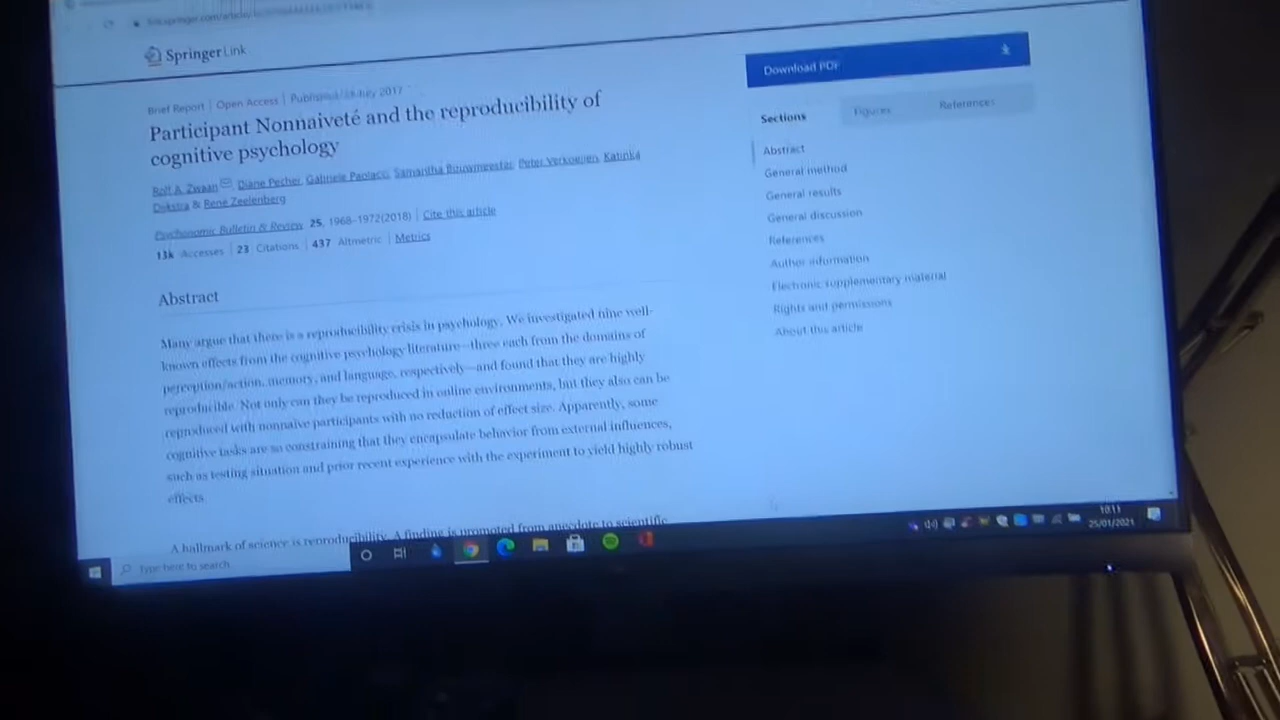 SpringerLink
Download PDF
Brief Report | Open Access | Published: 2017
Participant Nonnaiveté and the reproducibility of
cognitive psychology
Rolf A. Zwaan, Diane Pecher, Gabriele Paolacci, Samantha Bouwmeester, Peter Verkoeijen, Katinka
Dijkstra & René Zeelenberg
Psychonomic Bulletin & Review 25, 1968–1972(2018) | Cite this article
13k Accesses | 23 Citations | 437 Altmetric | Metrics
Abstract
Many argue that there is a reproducibility crisis in psychology. We investigated nine well-
known effects from the cognitive psychology literature—three each from the domains of
perception/action, memory, and language, respectively—and found that they are highly
reproducible. Not only can they be reproduced in online environments, but they also can be
reproduced with nonnaïve participants with no reduction of effect size. Apparently, some
cognitive tasks are so constraining that they encapsulate behavior from external influences,
such as testing situation and prior recent experience with the experiment to yield highly robust
effects.
A hallmark of science is reproducibility. A finding is promoted from anecdote to scientific
Sections Figures References
Abstract
General method
General results
General discussion
References
Author information
Electronic supplementary material
Rights and permissions
About this article
Type here to search
10:11
25/01/2021